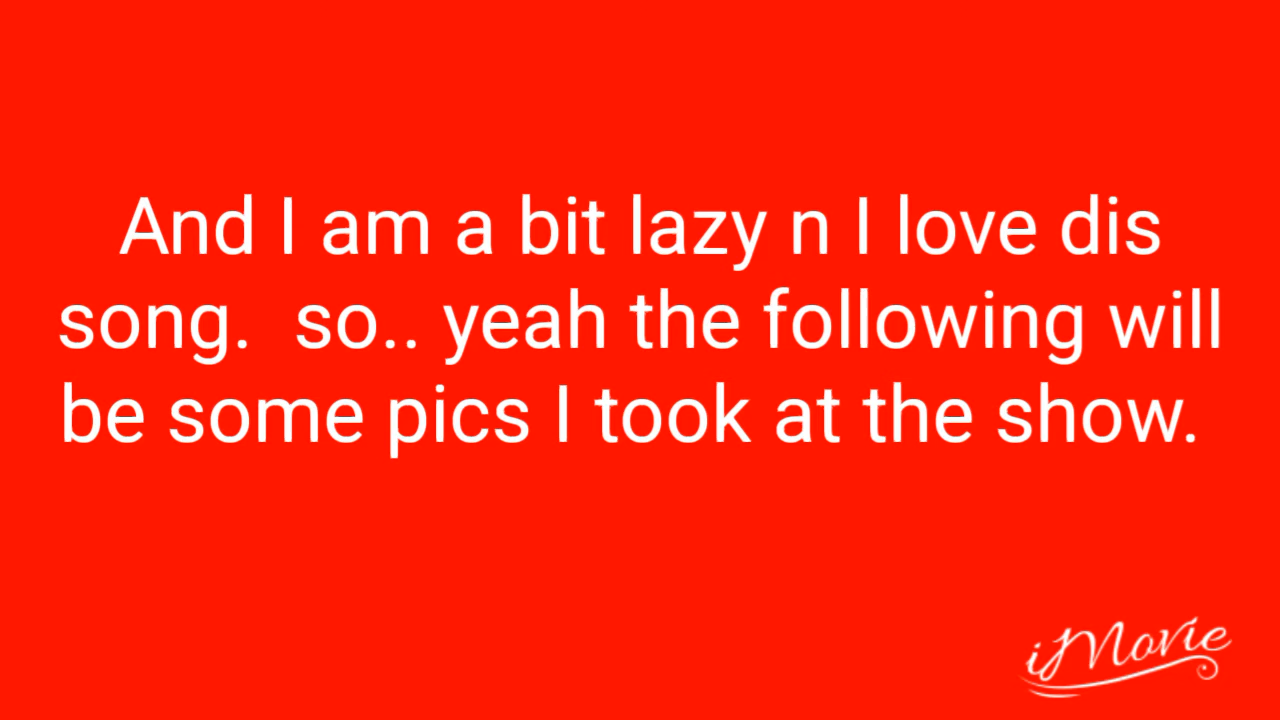 And I am a bit lazy n I love dis
song.  so.. yeah the following will
be some pics I took at the show.
iMovie